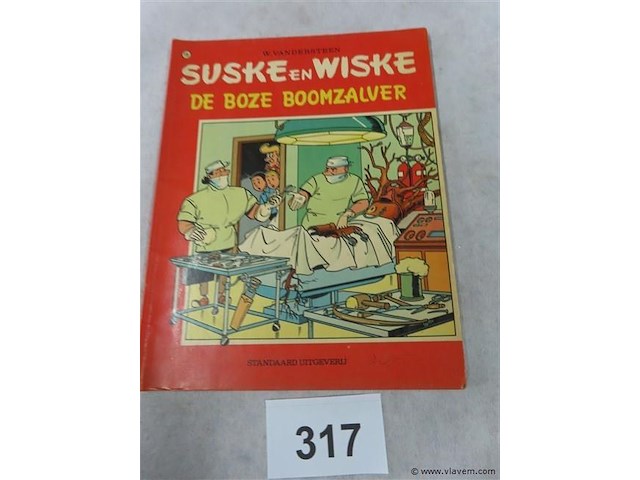 W. VANDERSTEEN
SUSKE EN WISKE
DE BOZE BOOMZALVER
STANDAARD UITGEVERIJ
317
© www.vlavem.com